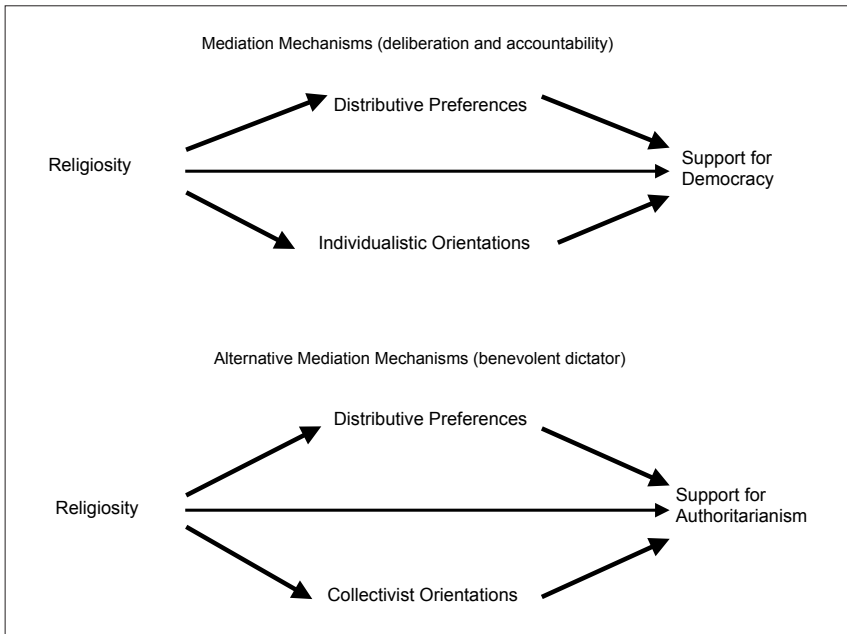 Mediation Mechanisms (deliberation and accountability)
Distributive Preferences
Religiosity
Support for
Democracy
Individualistic Orientations
Alternative Mediation Mechanisms (benevolent dictator)
Distributive Preferences
Religiosity
Support for
Authoritarianism
Collectivist Orientations